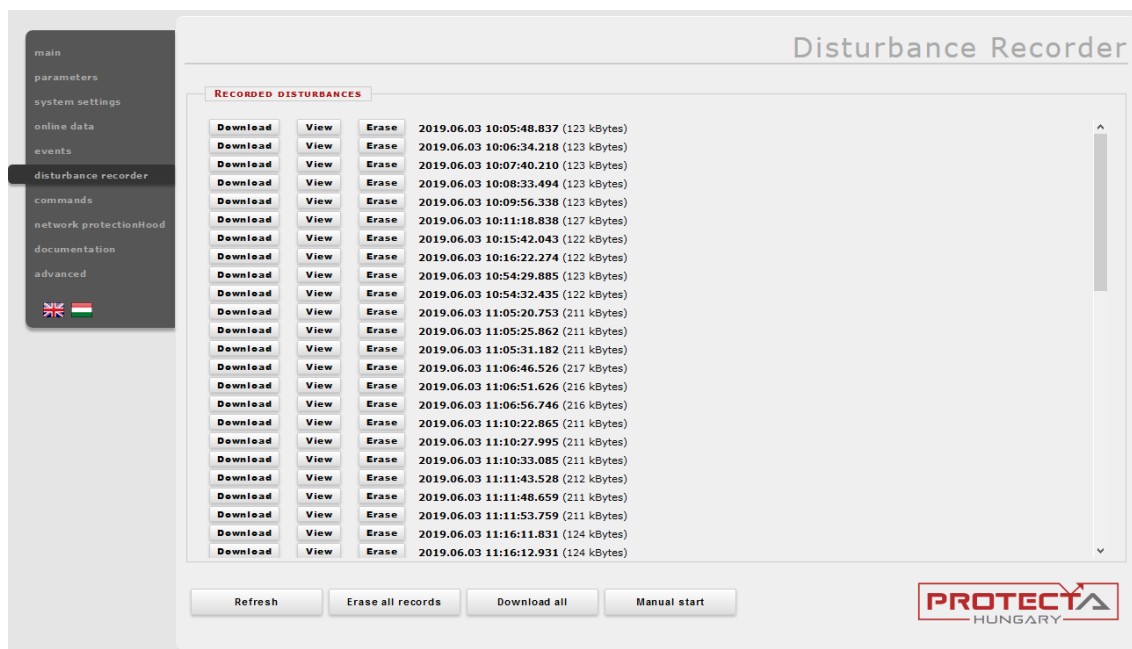 Disturbance Recorder
main
parameters
system settings
online data
events
disturbance recorder
commands
network protectionHood
documentation
advanced
RECORDED DISTURBANCES
Download View Erase 2019.06.03 10:05:48.837 (123 kBytes)
Download View Erase 2019.06.03 10:06:34.218 (123 kBytes)
Download View Erase 2019.06.03 10:07:40.210 (123 kBytes)
Download View Erase 2019.06.03 10:08:33.494 (123 kBytes)
Download View Erase 2019.06.03 10:09:56.338 (123 kBytes)
Download View Erase 2019.06.03 10:11:18.838 (127 kBytes)
Download View Erase 2019.06.03 10:15:42.043 (122 kBytes)
Download View Erase 2019.06.03 10:16:22.274 (122 kBytes)
Download View Erase 2019.06.03 10:54:29.885 (123 kBytes)
Download View Erase 2019.06.03 10:54:32.435 (122 kBytes)
Download View Erase 2019.06.03 11:05:20.753 (211 kBytes)
Download View Erase 2019.06.03 11:05:25.862 (211 kBytes)
Download View Erase 2019.06.03 11:05:31.182 (211 kBytes)
Download View Erase 2019.06.03 11:06:46.526 (217 kBytes)
Download View Erase 2019.06.03 11:06:51.626 (216 kBytes)
Download View Erase 2019.06.03 11:06:56.746 (216 kBytes)
Download View Erase 2019.06.03 11:10:22.865 (211 kBytes)
Download View Erase 2019.06.03 11:10:27.995 (211 kBytes)
Download View Erase 2019.06.03 11:10:33.085 (211 kBytes)
Download View Erase 2019.06.03 11:11:43.528 (212 kBytes)
Download View Erase 2019.06.03 11:11:48.659 (211 kBytes)
Download View Erase 2019.06.03 11:11:53.759 (211 kBytes)
Download View Erase 2019.06.03 11:16:11.831 (124 kBytes)
Download View Erase 2019.06.03 11:16:12.931 (124 kBytes)
Refresh Erase all records Download all Manual start
PROTECTA
HUNGARY